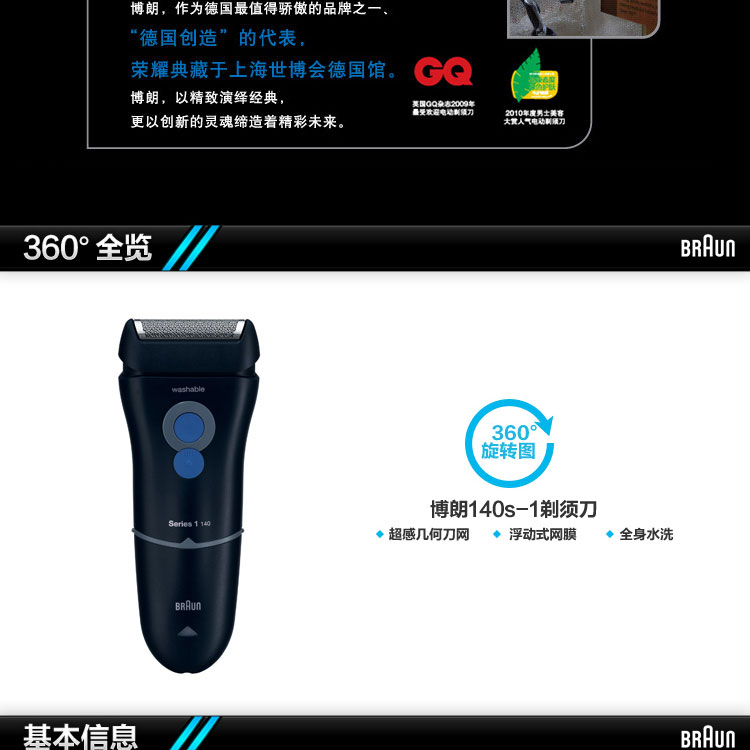 博朗，作为德国最值得骄傲的品牌之一、
“德国创造”的代表，
荣耀典藏于上海世博会德国馆。
博朗，以精致演绎经典，
更以创新的灵魂缔造着精彩未来。
GQ
英国GQ杂志2009年
最受欢迎电动剃须刀
2010年度男士美容
大赏人气电动剃须刀
360° 全览
BRAUN
washable
Series 1 140
BRAUN
360°
旋转图
博朗140s-1剃须刀
超感几何刀网
浮动式网膜
全身水洗
基本信息
BRAUN